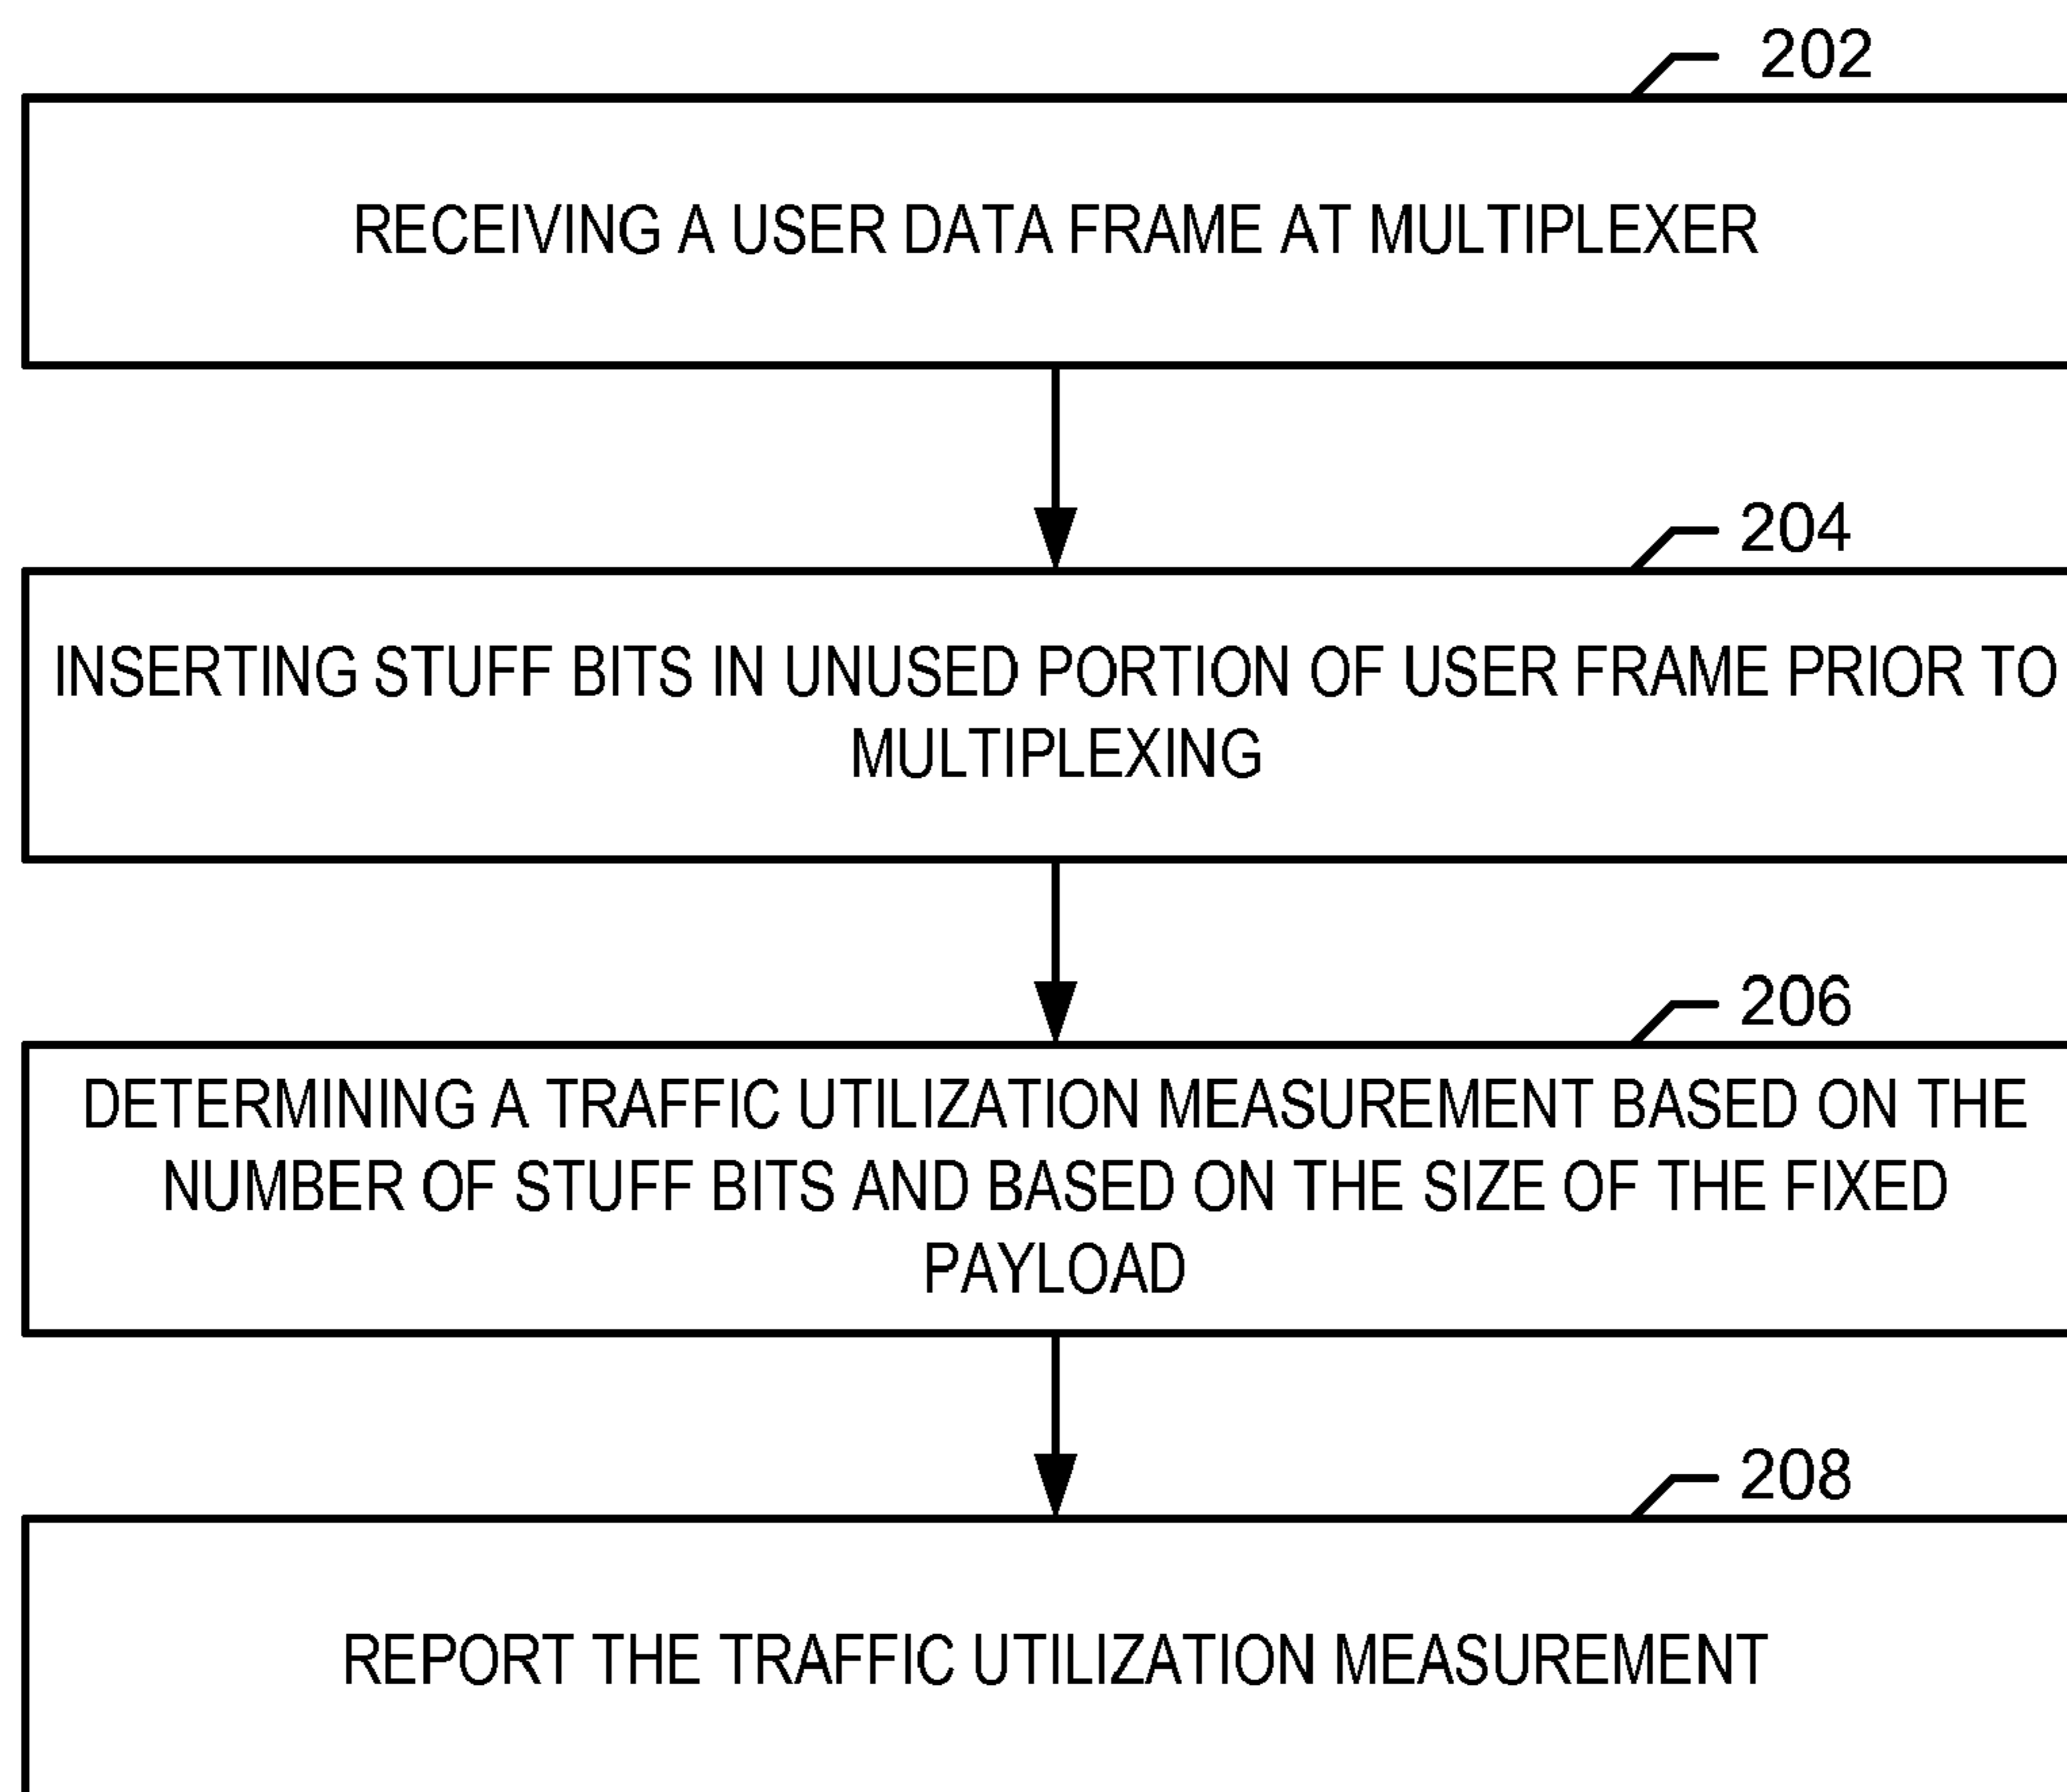 202
RECEIVING A USER DATA FRAME AT MULTIPLEXER
204
INSERTING STUFF BITS IN UNUSED PORTION OF USER FRAME PRIOR TO
MULTIPLEXING
206
DETERMINING A TRAFFIC UTILIZATION MEASUREMENT BASED ON THE
NUMBER OF STUFF BITS AND BASED ON THE SIZE OF THE FIXED
PAYLOAD
208
REPORT THE TRAFFIC UTILIZATION MEASUREMENT